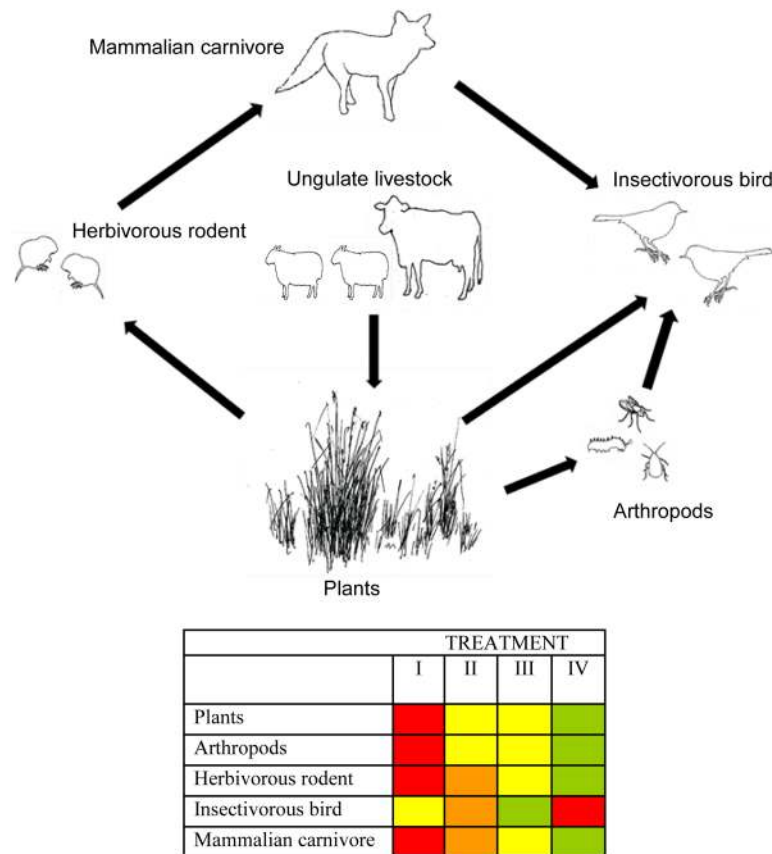 Mammalian carnivore
Ungulate livestock
Insectivorous bird
Herbivorous rodent
Arthropods
Plants
TREATMENT
I II III IV
Plants
Arthropods
Herbivorous rodent
Insectivorous bird
Mammalian carnivore